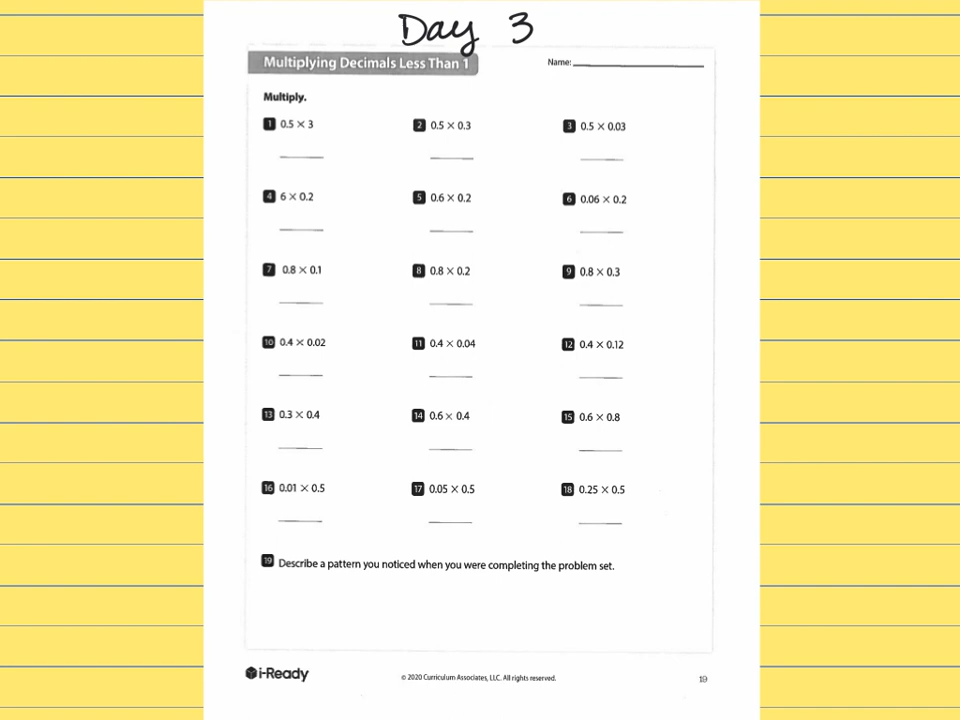 Day 3
Multiplying Decimals Less Than 1 Name:
Multiply.
1 0.5 × 3 2 0.5 × 0.3 3 0.5 × 0.03
4 6 × 0.2 5 0.6 × 0.2 6 0.06 × 0.2
7 0.8 × 0.1 8 0.8 × 0.2 9 0.8 × 0.3
10 0.4 × 0.02 11 0.4 × 0.04 12 0.4 × 0.12
13 0.3 × 0.4 14 0.6 × 0.4 15 0.6 × 0.8
16 0.01 × 0.5 17 0.05 × 0.5 18 0.25 × 0.5
19 Describe a pattern you noticed when you were completing the problem set.
i-Ready © 2020 Curriculum Associates, LLC. All rights reserved. 19